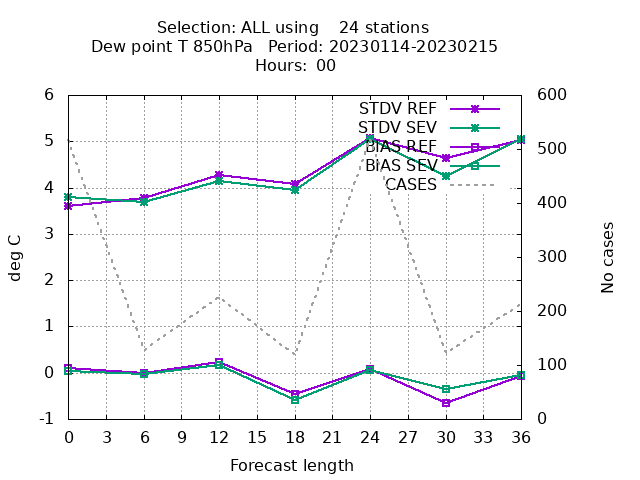 Selection: ALL using    24 stations
Dew point T 850hPa   Period: 20230114-20230215
Hours:  00
6
5
4
3
2
1
0
-1
600
500
400
300
200
100
0
STDV REF
STDV SEV
BIAS REF
BIAS SEV
CASES
deg C
No cases
0 3 6 9 12 15 18 21 24 27 30 33 36
Forecast length